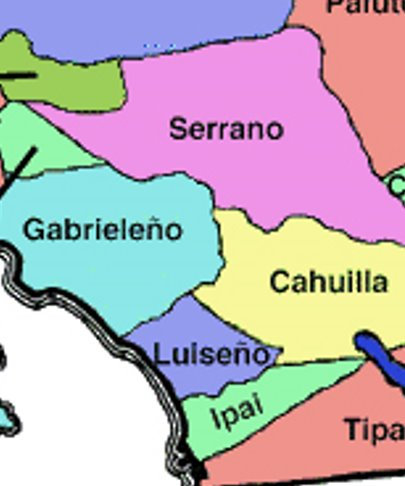 Serrano
Gabrieleño
Cahuilla
Luiseño
Ipai
Tipa